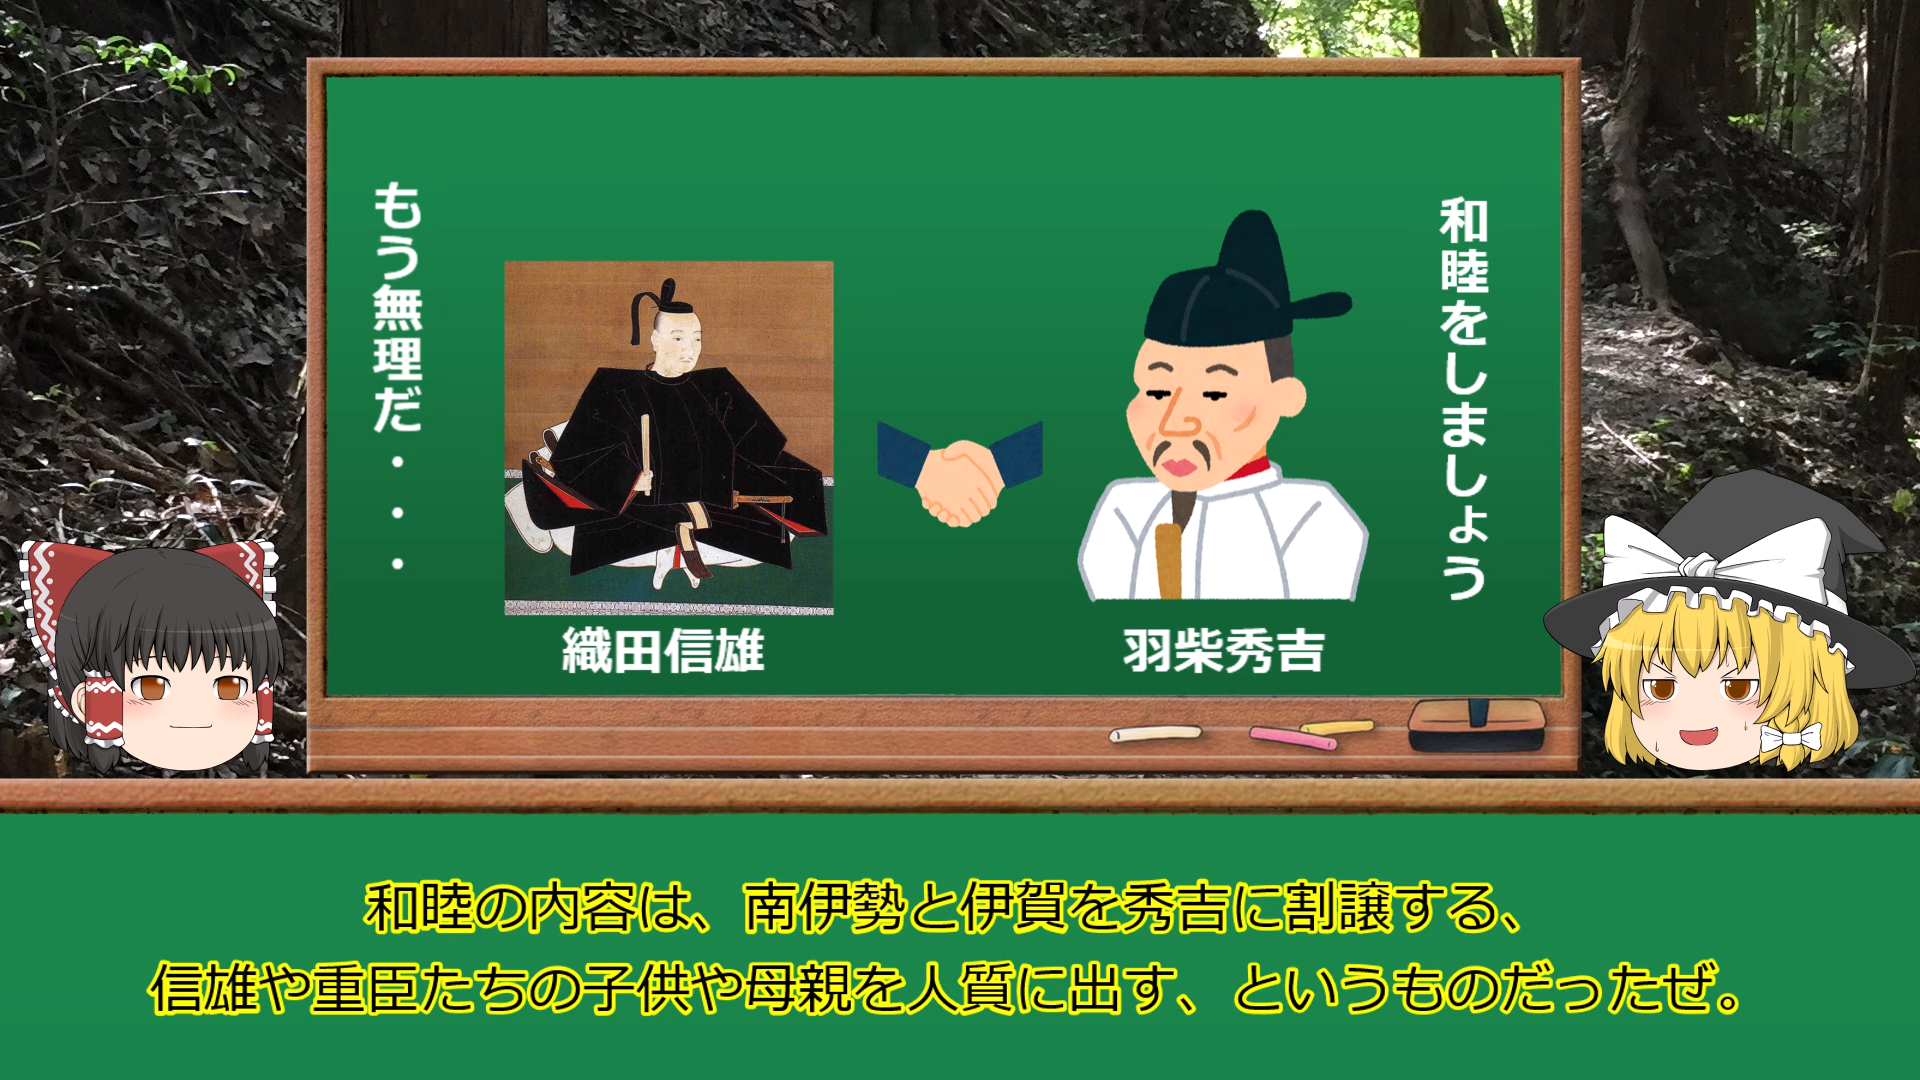 和睦をしましょう
もう無理だ・・・
織田信雄
羽柴秀吉
和睦の内容は、南伊勢と伊賀を秀吉に割譲する、
信雄や重臣たちの子供や母親を人質に出す、というものだったぜ。